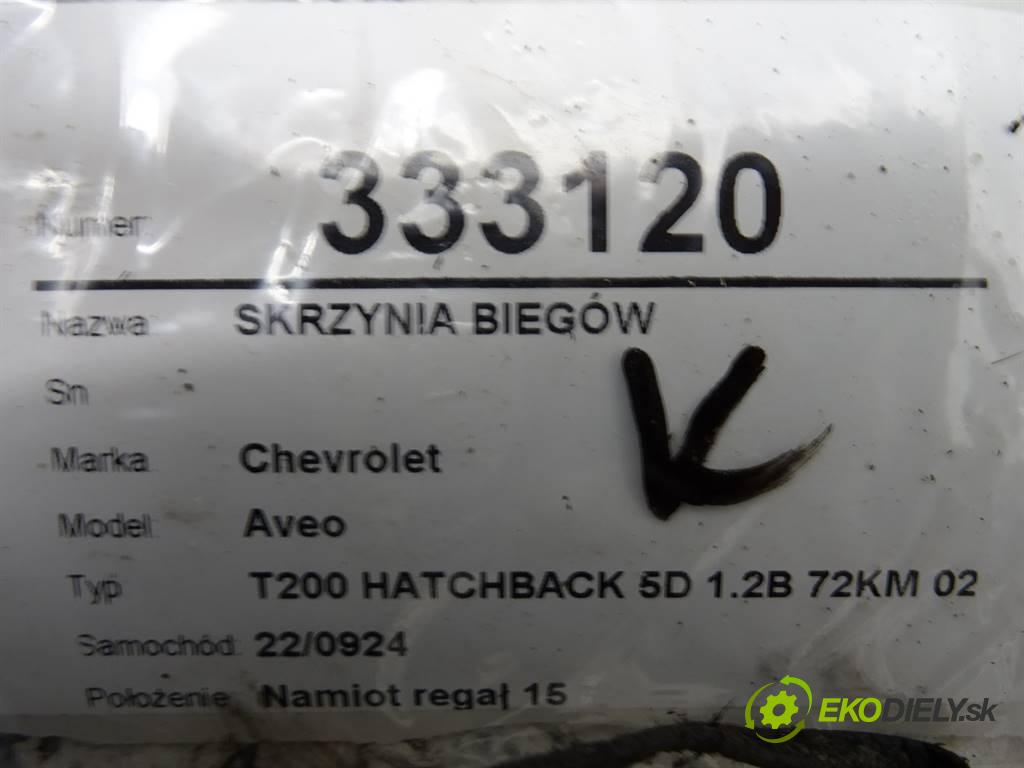 Numer: 333120
Nazwa SKRZYNIA BIEGÓW
Sn
Marka Chevrolet
Model: Aveo
Typ T200 HATCHBACK 5D 1.2B 72KM 02
Samochód: 22/0924
Położenie Namiot regał 15
K
EKODIELY.sk